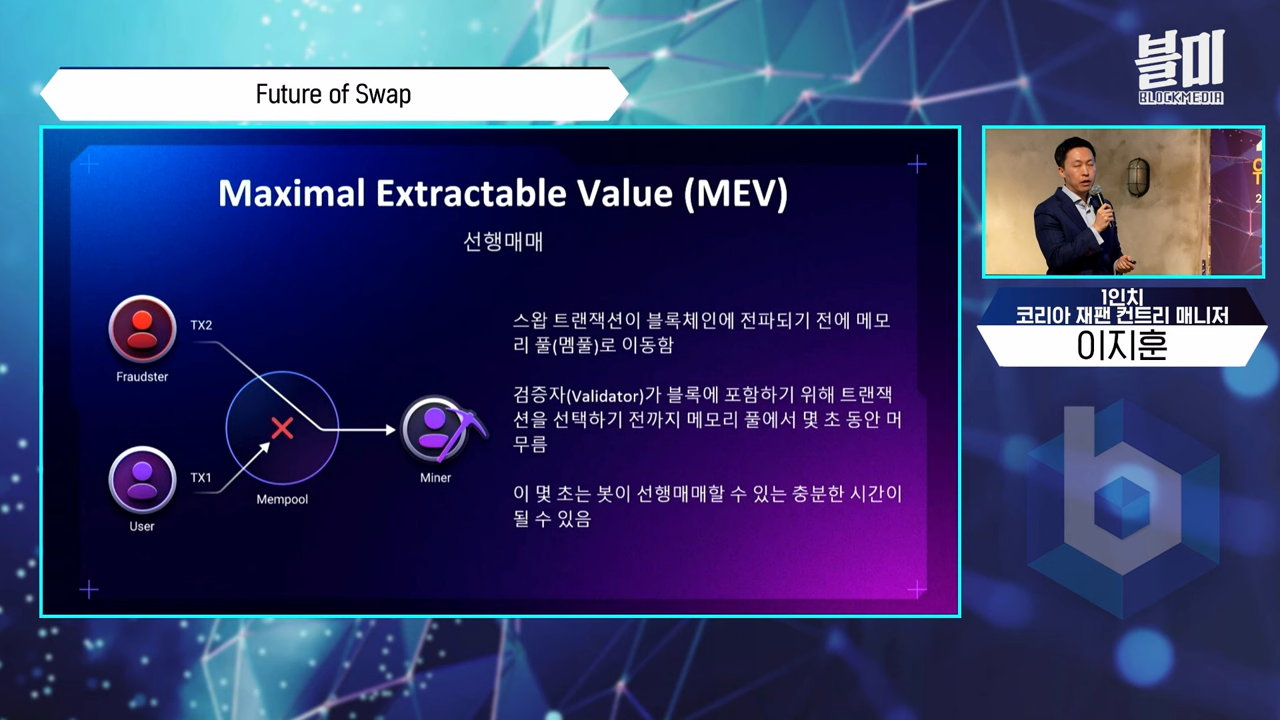 Future of Swap
블미
BLOCKMEDIA
Maximal Extractable Value (MEV)
선행매매
TX2
Fraudster
TX1
User
Mempool
Miner
스왑 트랜잭션이 블록체인에 전파되기 전에 메모
리 풀(멤풀)로 이동함
검증자(Validator)가 블록에 포함하기 위해 트랜잭
션을 선택하기 전까지 메모리 풀에서 몇 초 동안 머
무름
이 몇 초는 봇이 선행매매할 수 있는 충분한 시간이
될 수 있음
1인치
코리아 재팬 컨트리 매니저
이지훈